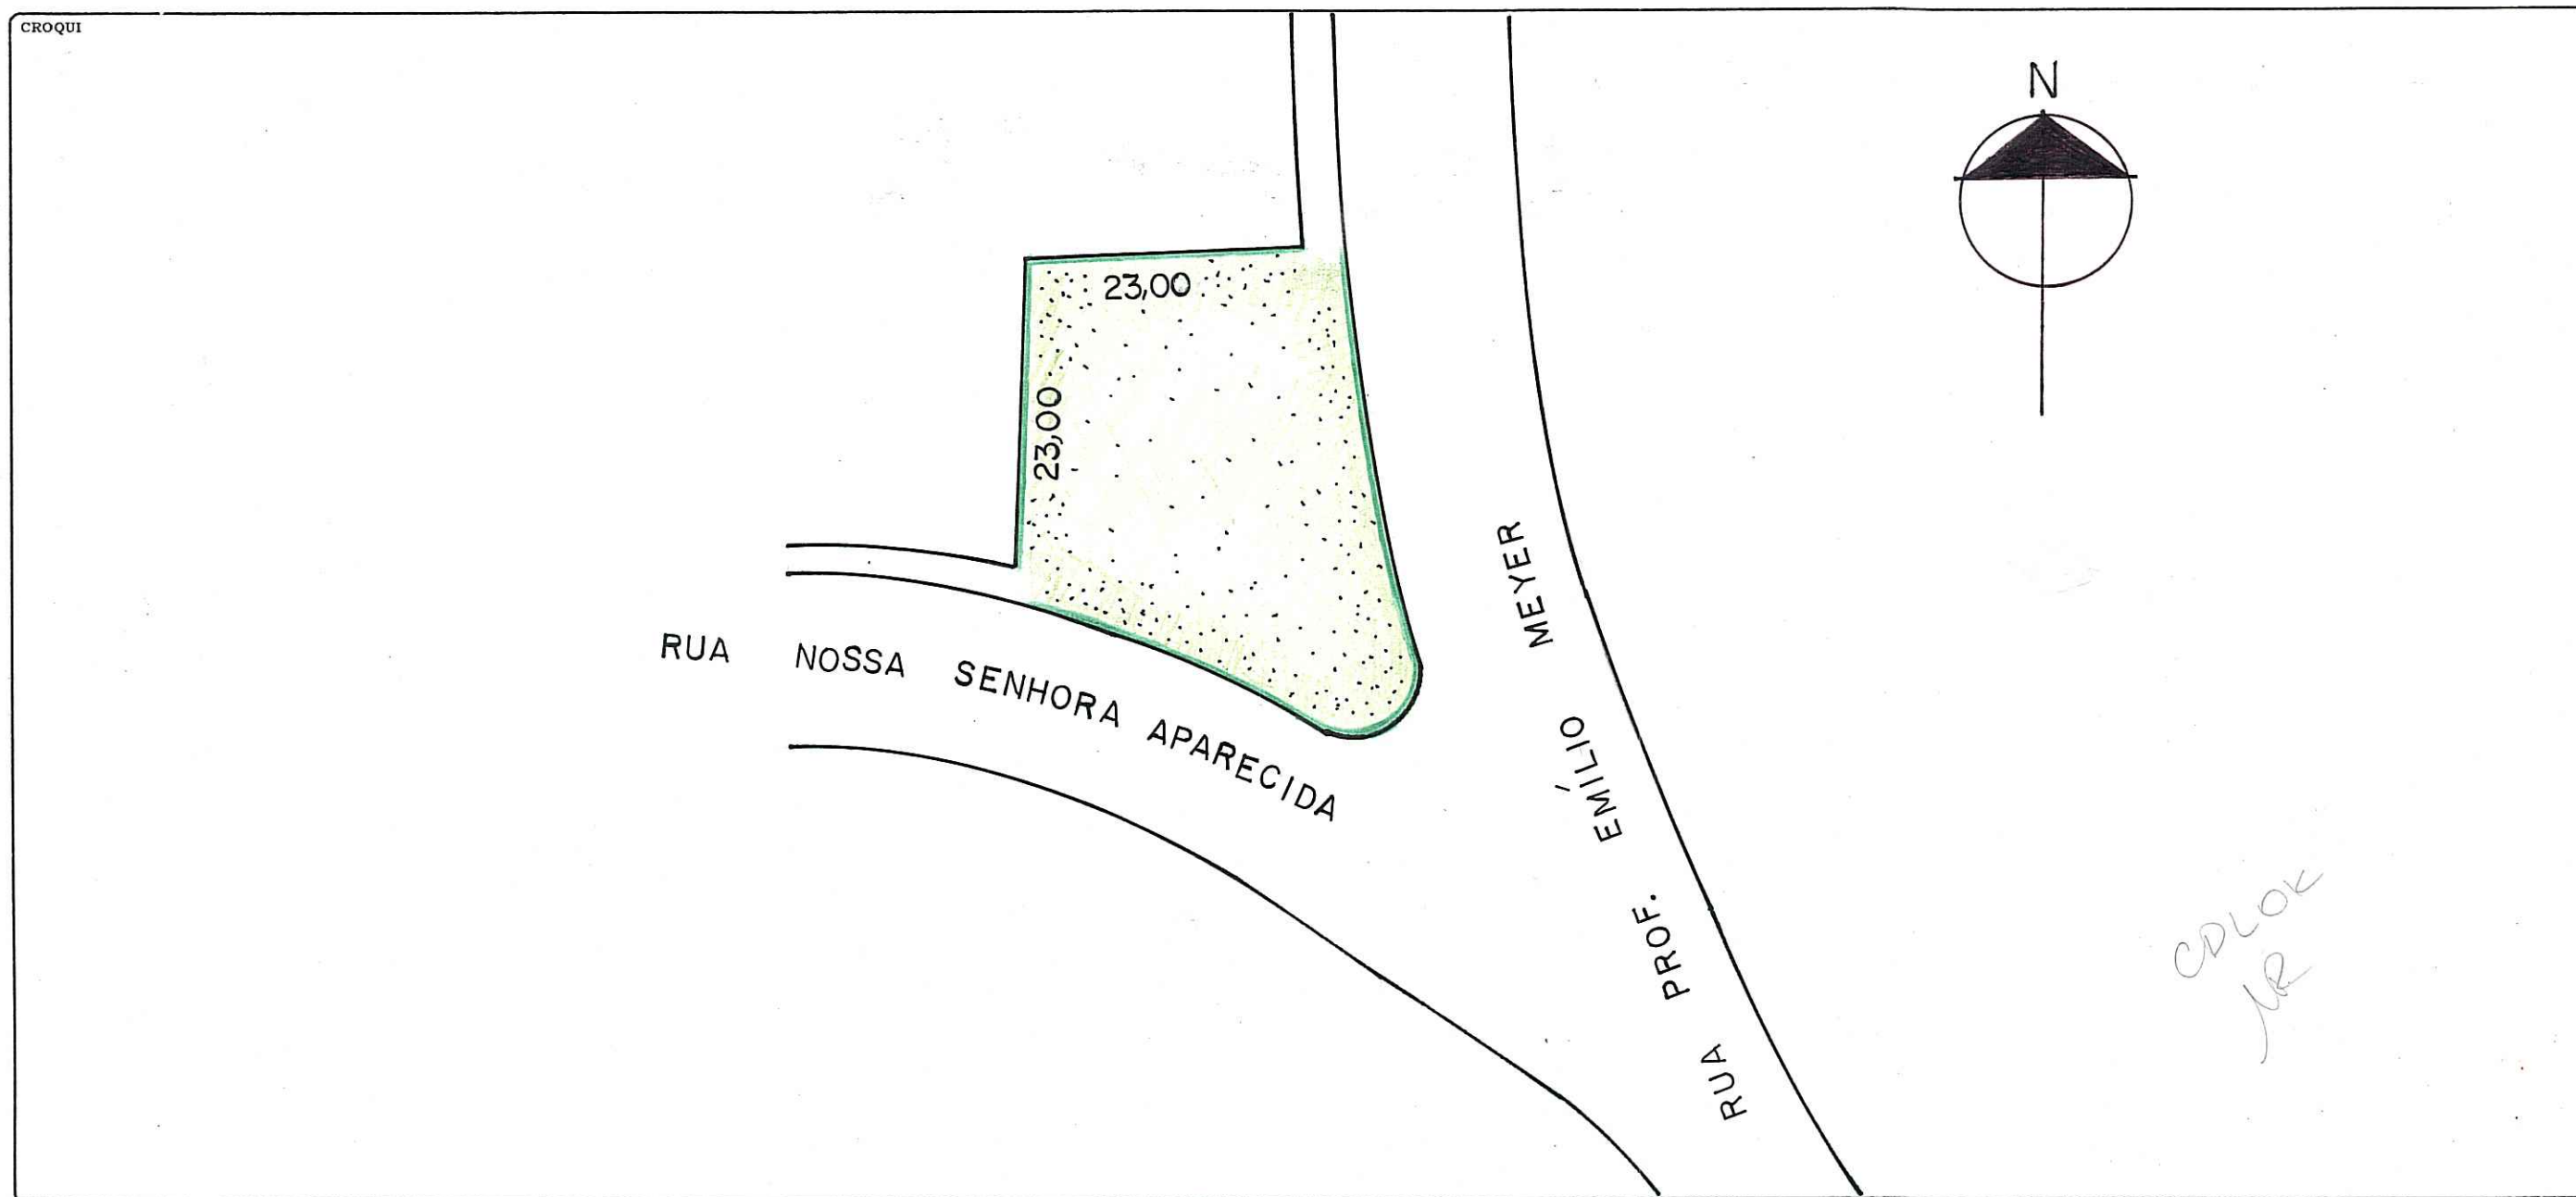 CROQUI
N
23,00
23,00
RUA NOSSA SENHORA APARECIDA
RUA PROF. EMÍLIO MEYER
CDLOK